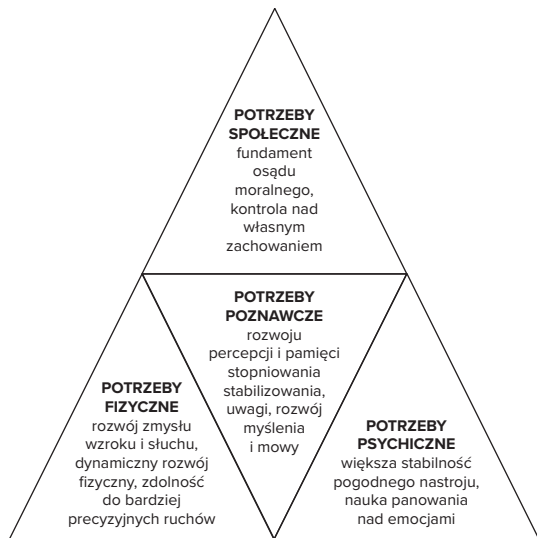 POTRZEBY
SPOŁECZNE
fundament
osądu
moralnego,
kontrola nad
własnym
zachowaniem
POTRZEBY
POZNAWCZE
rozwoju
percepcji i pamięci
stopniowania
stabilizowania,
uwagi, rozwój
myślenia
i mowy
POTRZEBY
FIZYCZNE
rozwój zmysłu
wzroku i słuchu,
dynamiczny rozwój
fizyczny, zdolność
do bardziej
precyzyjnych ruchów
POTRZEBY
PSYCHICZNE
większa stabilność
pogodnego nastroju,
nauka panowania
nad emocjami